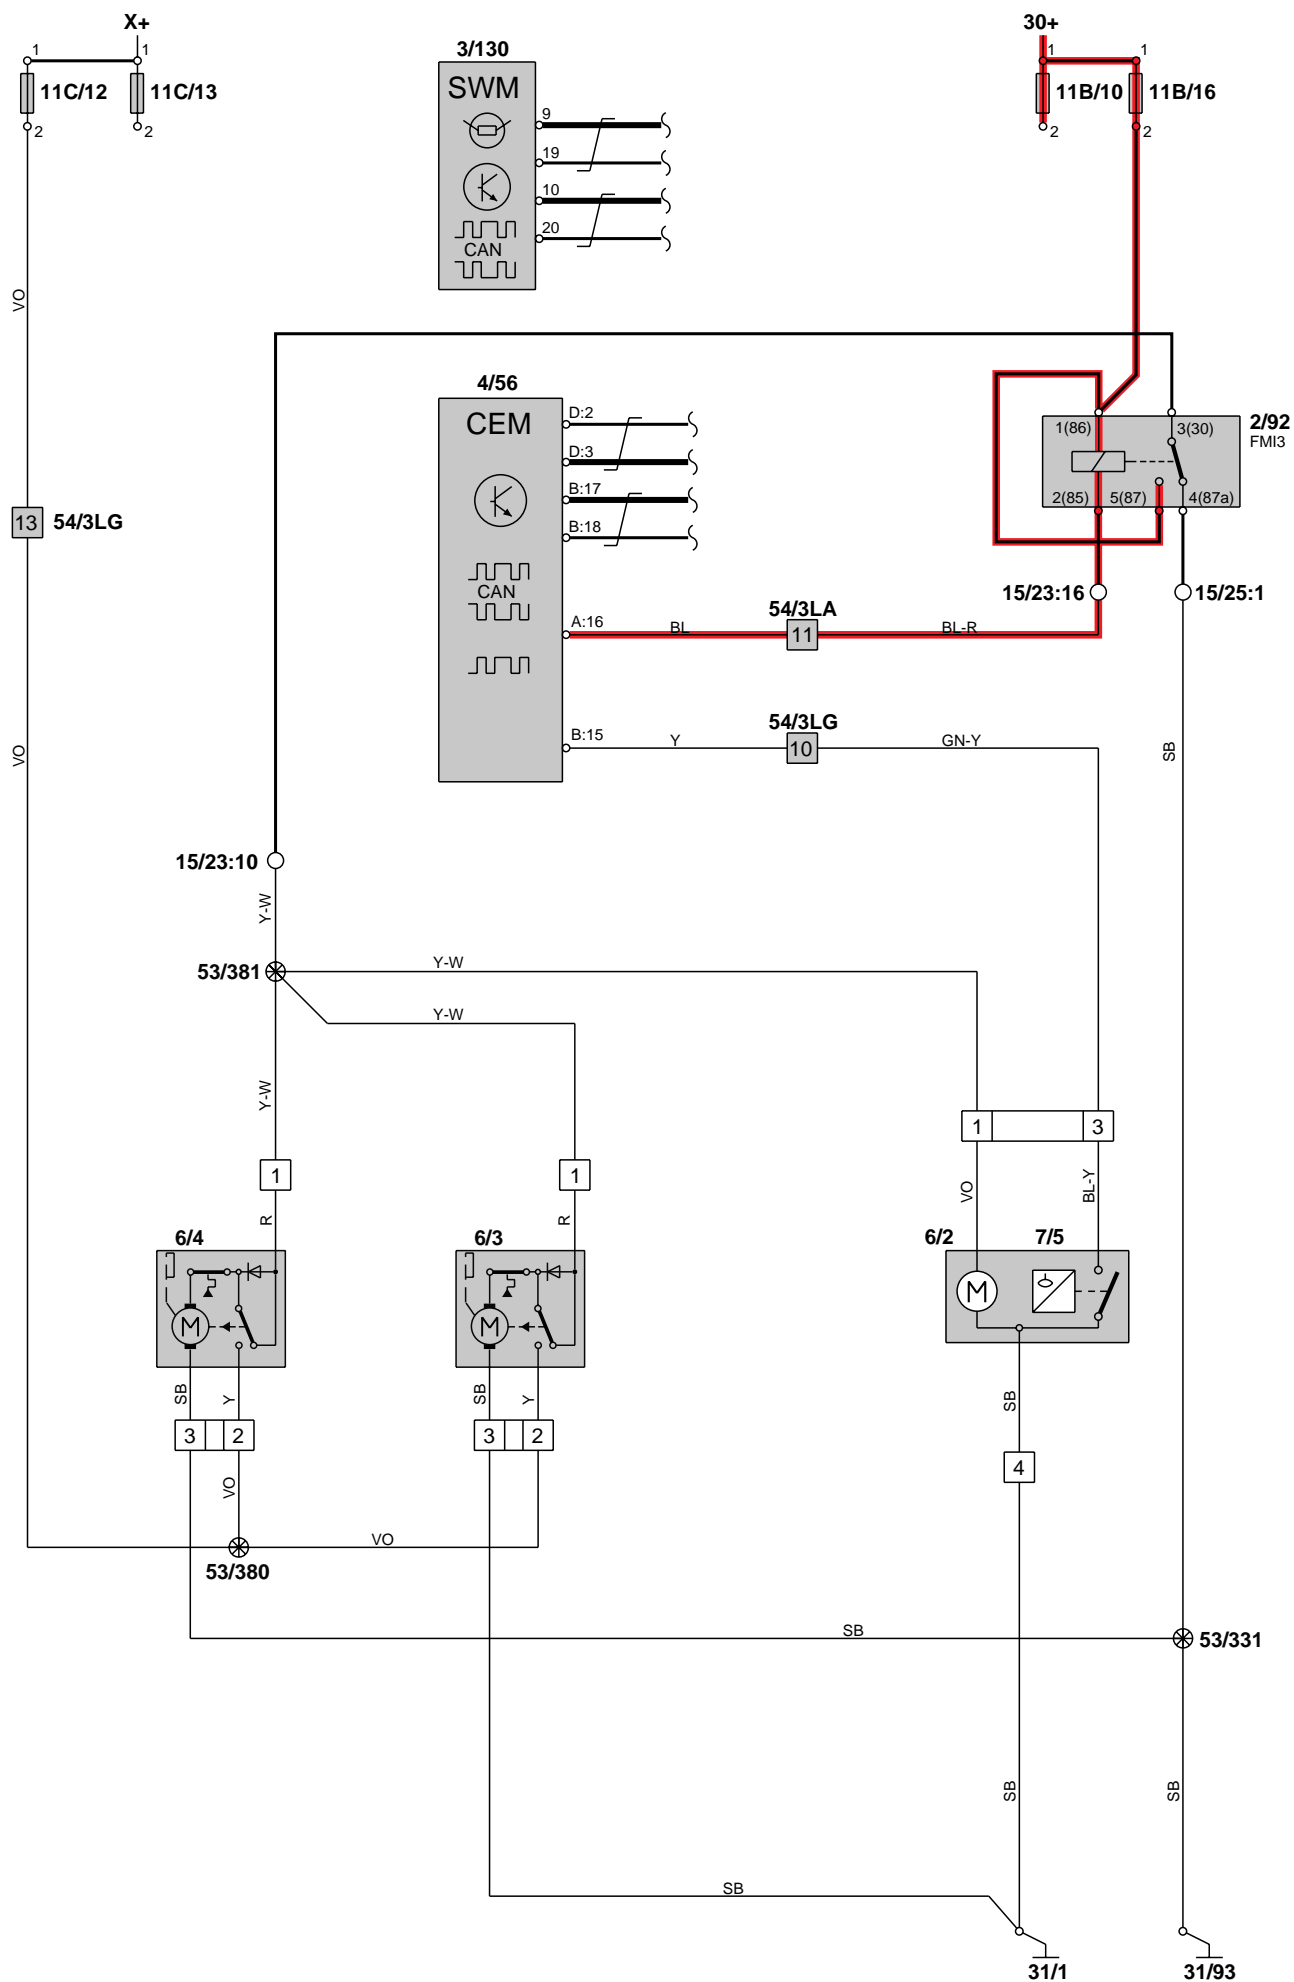 X+
30+
3/130
1
1
1
1
SWM
11C/12
11C/13
11B/10
11B/16
2
2
2
2
9
19
10
20
CAN
VO
4/56
CEM
D:2
D:3
B:17
B:18
CAN
A:16
B:15
1(86)
3(30)
2/92
FMI3
2(85)
5(87)
4(87a)
13
54/3LG
15/23:16
15/25:1
54/3LA
BL
11
BL-R
54/3LG
Y
10
GN-Y
VO
SB
15/23:10
Y-W
53/381
Y-W
Y-W
Y-W
1
3
1
1
VO
BL-Y
R
R
6/4
6/3
6/2
7/5
M
M
M
SB
Y
SB
Y
SB
3
2
3
2
4
VO
VO
53/380
SB
53/331
SB
SB
SB
31/1
31/93